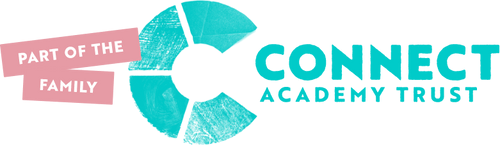 PART OF THE
FAMILY
CONNECT
ACADEMY TRUST